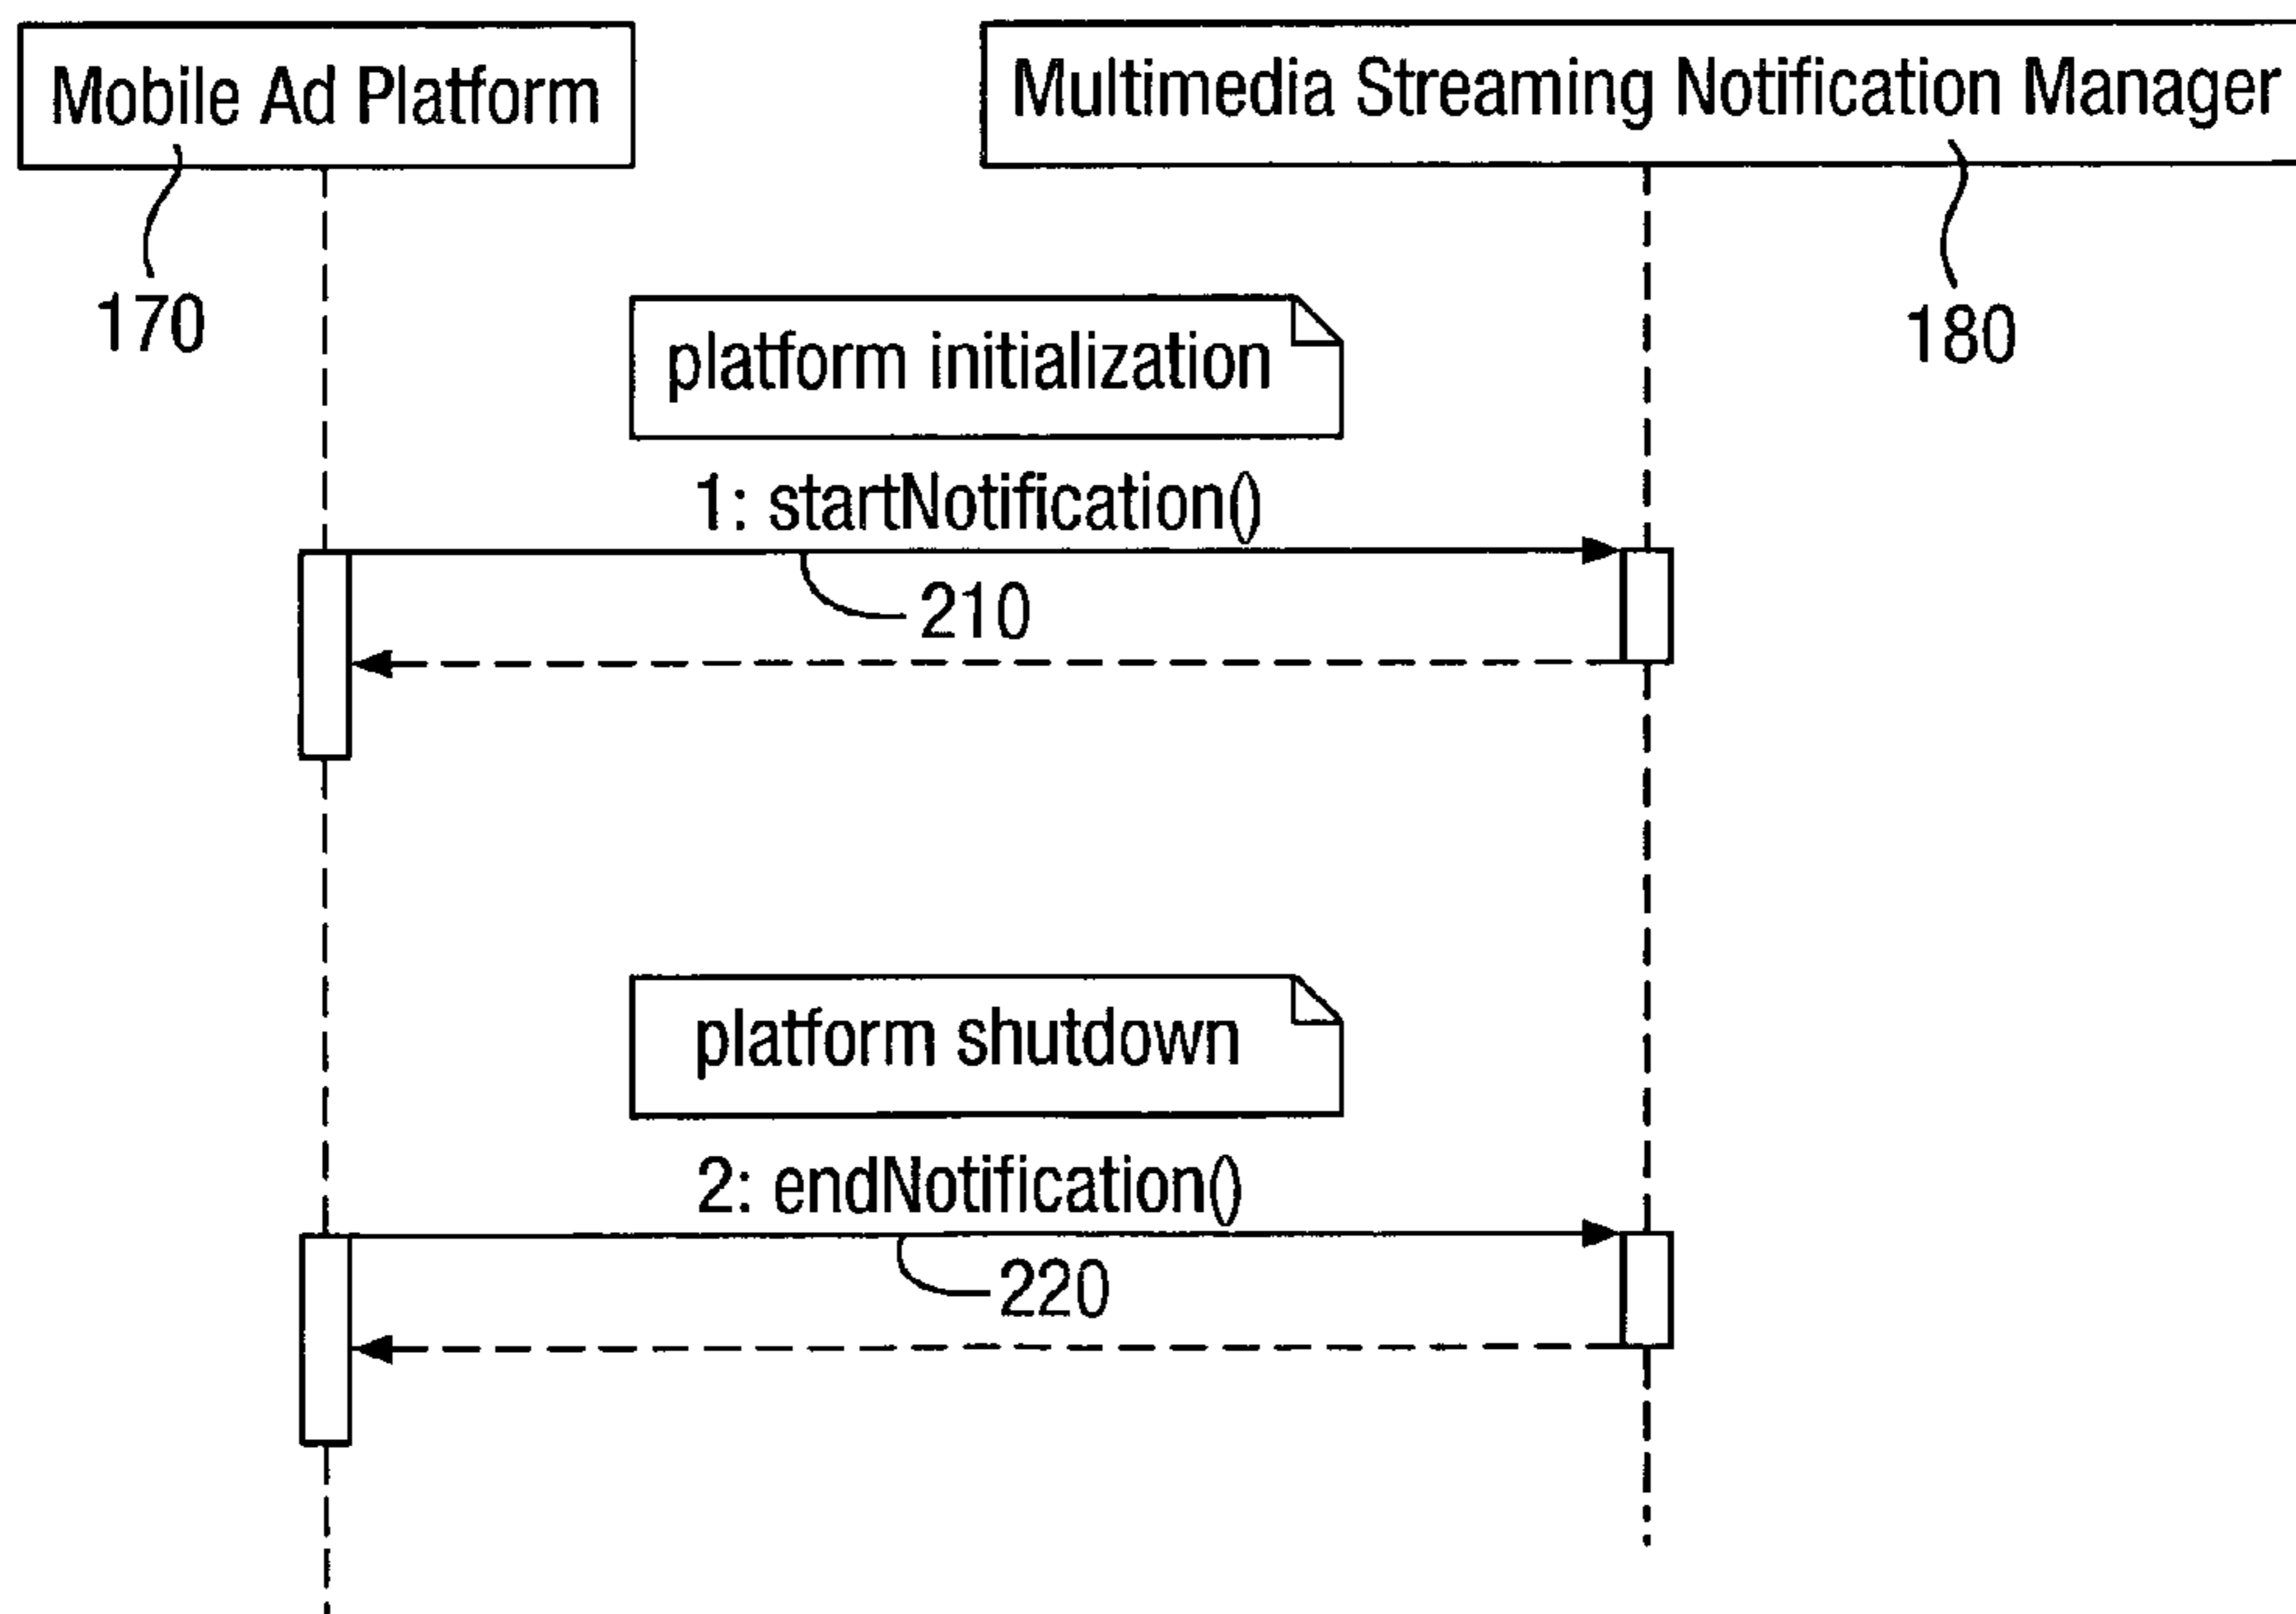 Mobile Ad Platform
Multimedia Streaming Notification Manager
170
180
platform initialization
1: startNotification()
210
platform shutdown
2: endNotification()
220